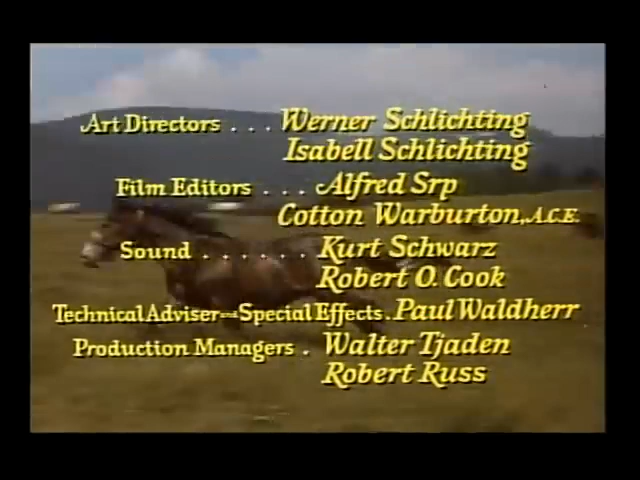 Art Directors . . . Werner Schlichting
Isabell Schlichting
Film Editors . . . Alfred Srp
Cotton Warburton, A.C.E.
Sound . . . . . . Kurt Schwarz
Robert O. Cook
Technical Adviser and Special Effects . Paul Waldherr
Production Managers . Walter Tjaden
Robert Russ